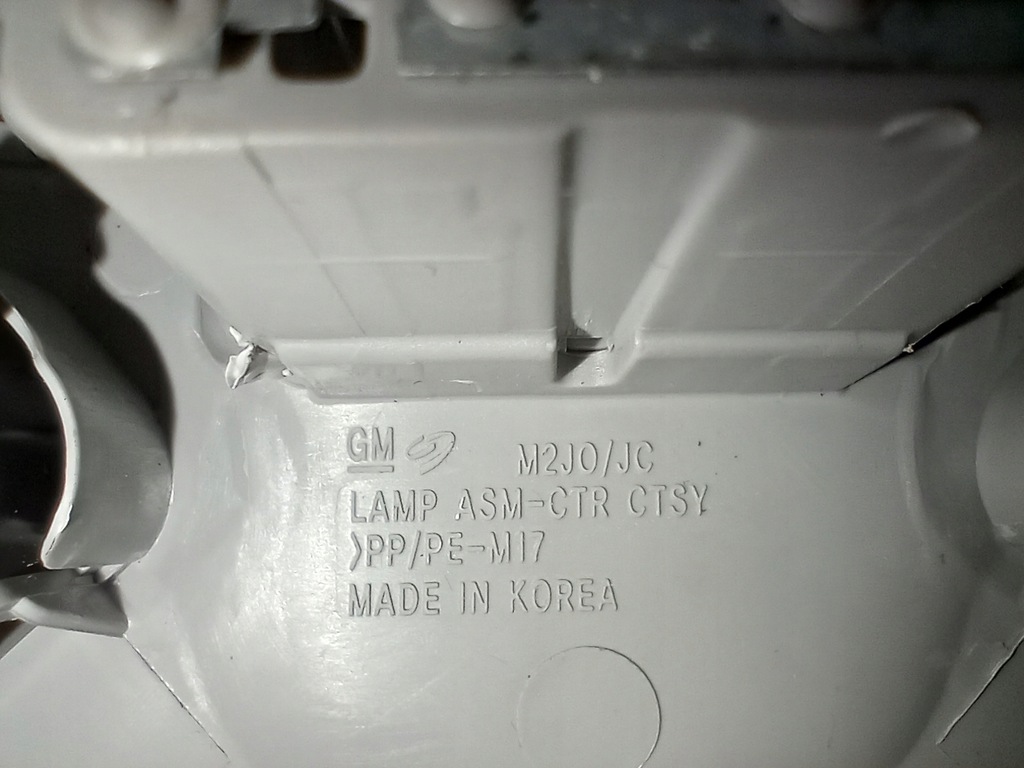 GM M2JO/JC
LAMP ASM-CTR CTSY
>PP/PE-M17
MADE IN KOREA